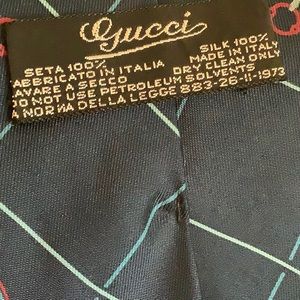 Gucci
SETA 100% SILK 100%
FABBRICATO IN ITALIA MADE IN ITALY
LAVARE A SECCO DRY CLEAN ONLY
DO NOT USE PETROLEUM SOLVENTS
A NORMA DELLA LEGGE 883-26-11-1973